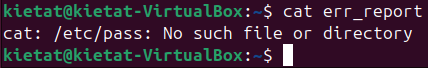 kietat@kietat-VirtualBox:~$ cat err_report
cat: /etc/pass: No such file or directory
kietat@kietat-VirtualBox:~$